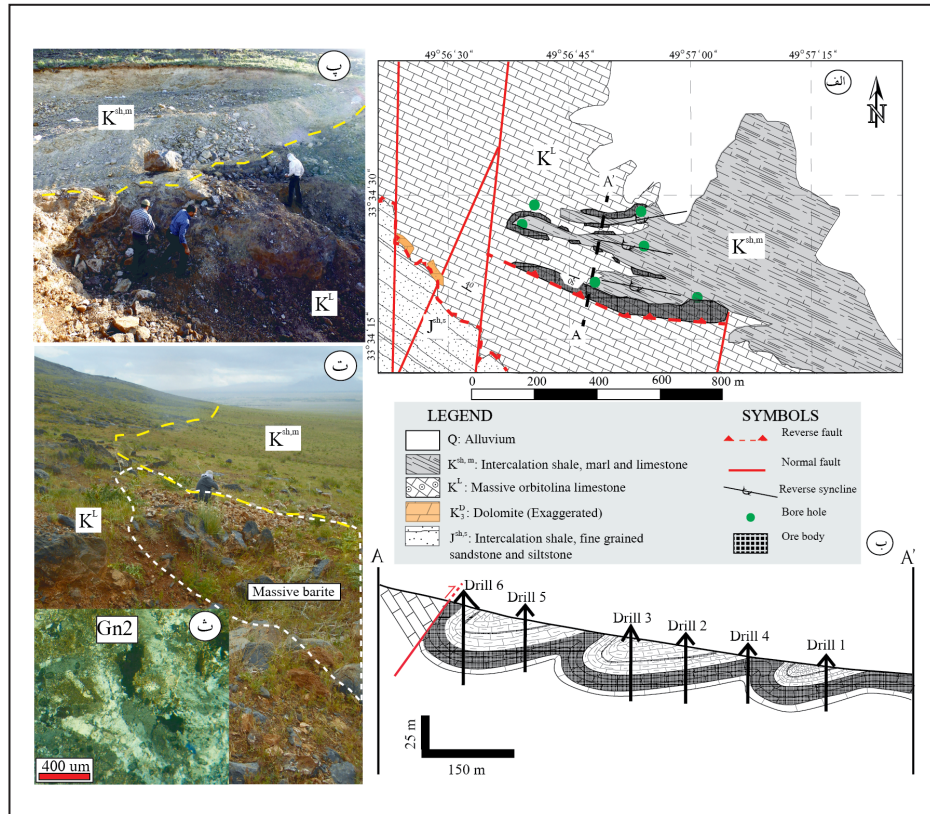 پ
K^sh,m
K^L
ت
K^sh,m
K^L
Massive barite
Gn2
ث
400 um
49°56'30"
49°56'45"
49°57'00"
49°57'15"
الف
N
33°34'30"
33°34'15"
K^L
K^sh,m
J^sh,s
A'
A
0
200
400
600
800 m
LEGEND
Q: Alluvium
K^sh, m: Intercalation shale, marl and limestone
K^L: Massive orbitolina limestone
K^D_3: Dolomite (Exaggerated)
J^sh,s: Intercalation shale, fine grained
sandstone and siltstone
SYMBOLS
Reverse fault
Normal fault
Reverse syncline
Bore hole
Ore body
ب
A
A'
Drill 6
Drill 5
Drill 3
Drill 2
Drill 4
Drill 1
25 m
150 m